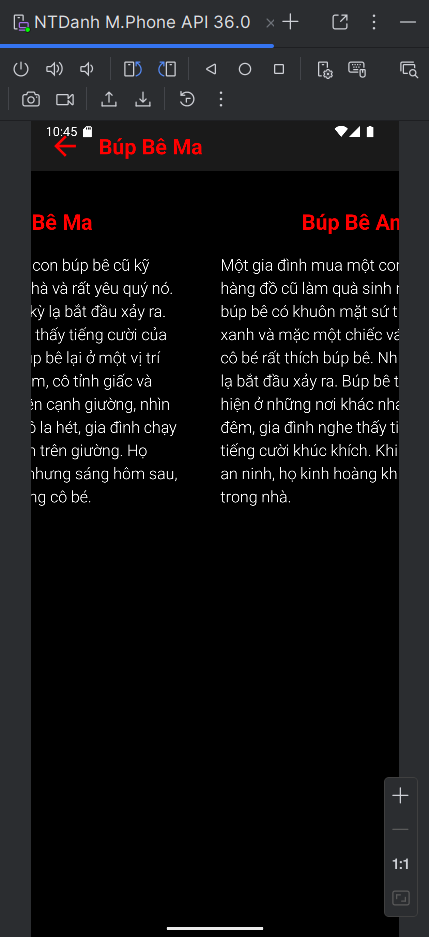 NTDanh M.Phone API 36.0
10:45
Búp Bê Ma
Bê Ma
con búp bê cũ kỹ
hà và rất yêu quý nó.
kỳ lạ bắt đầu xảy ra.
thấy tiếng cười của
p bê lại ở một vị trí
m, cô tỉnh giấc và
n cạnh giường, nhìn
la hét, gia đình chạy
trên giường. Họ
nhưng sáng hôm sau,
ng cô bé.
Búp Bê An
Một gia đình mua một con
hàng đồ cũ làm quà sinh
búp bê có khuôn mặt sứ t
xanh và mặc một chiếc vá
cô bé rất thích búp bê. Nh
lạ bắt đầu xảy ra. Búp bê t
hiện ở những nơi khác nha
đêm, gia đình nghe thấy ti
tiếng cười khúc khích. Khi
an ninh, họ kinh hoàng kh
trong nhà.
1:1